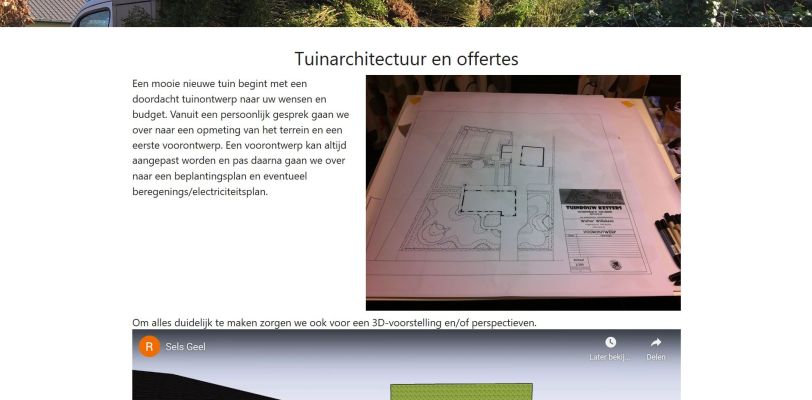 Tuinarchitectuur en offertes
Een mooie nieuwe tuin begint met een
doordacht tuinontwerp naar uw wensen en
budget. Vanuit een persoonlijk gesprek gaan we
over naar een opmeting van het terrein en een
eerste voorontwerp. Een voorontwerp kan altijd
aangepast worden en pas daarna gaan we over
naar een beplantingsplan en eventueel
beregenings/electriciteitsplan.
TUINBOUW KESTERS
VOORONTWERP
Om alles duidelijk te maken zorgen we ook voor een 3D-voorstelling en/of perspectieven.
R
Sels Geel
Later bekij...
Delen